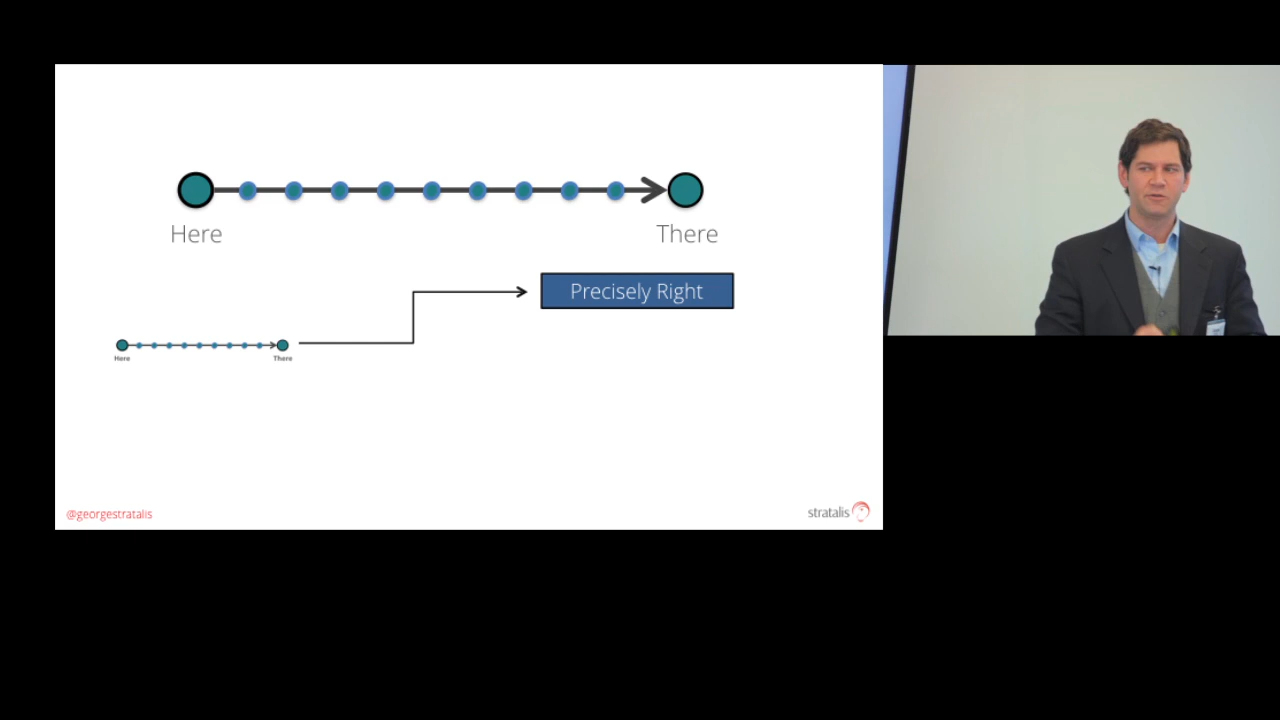 Here
There
Precisely Right
Here
There
@georgestratalis
stratalis